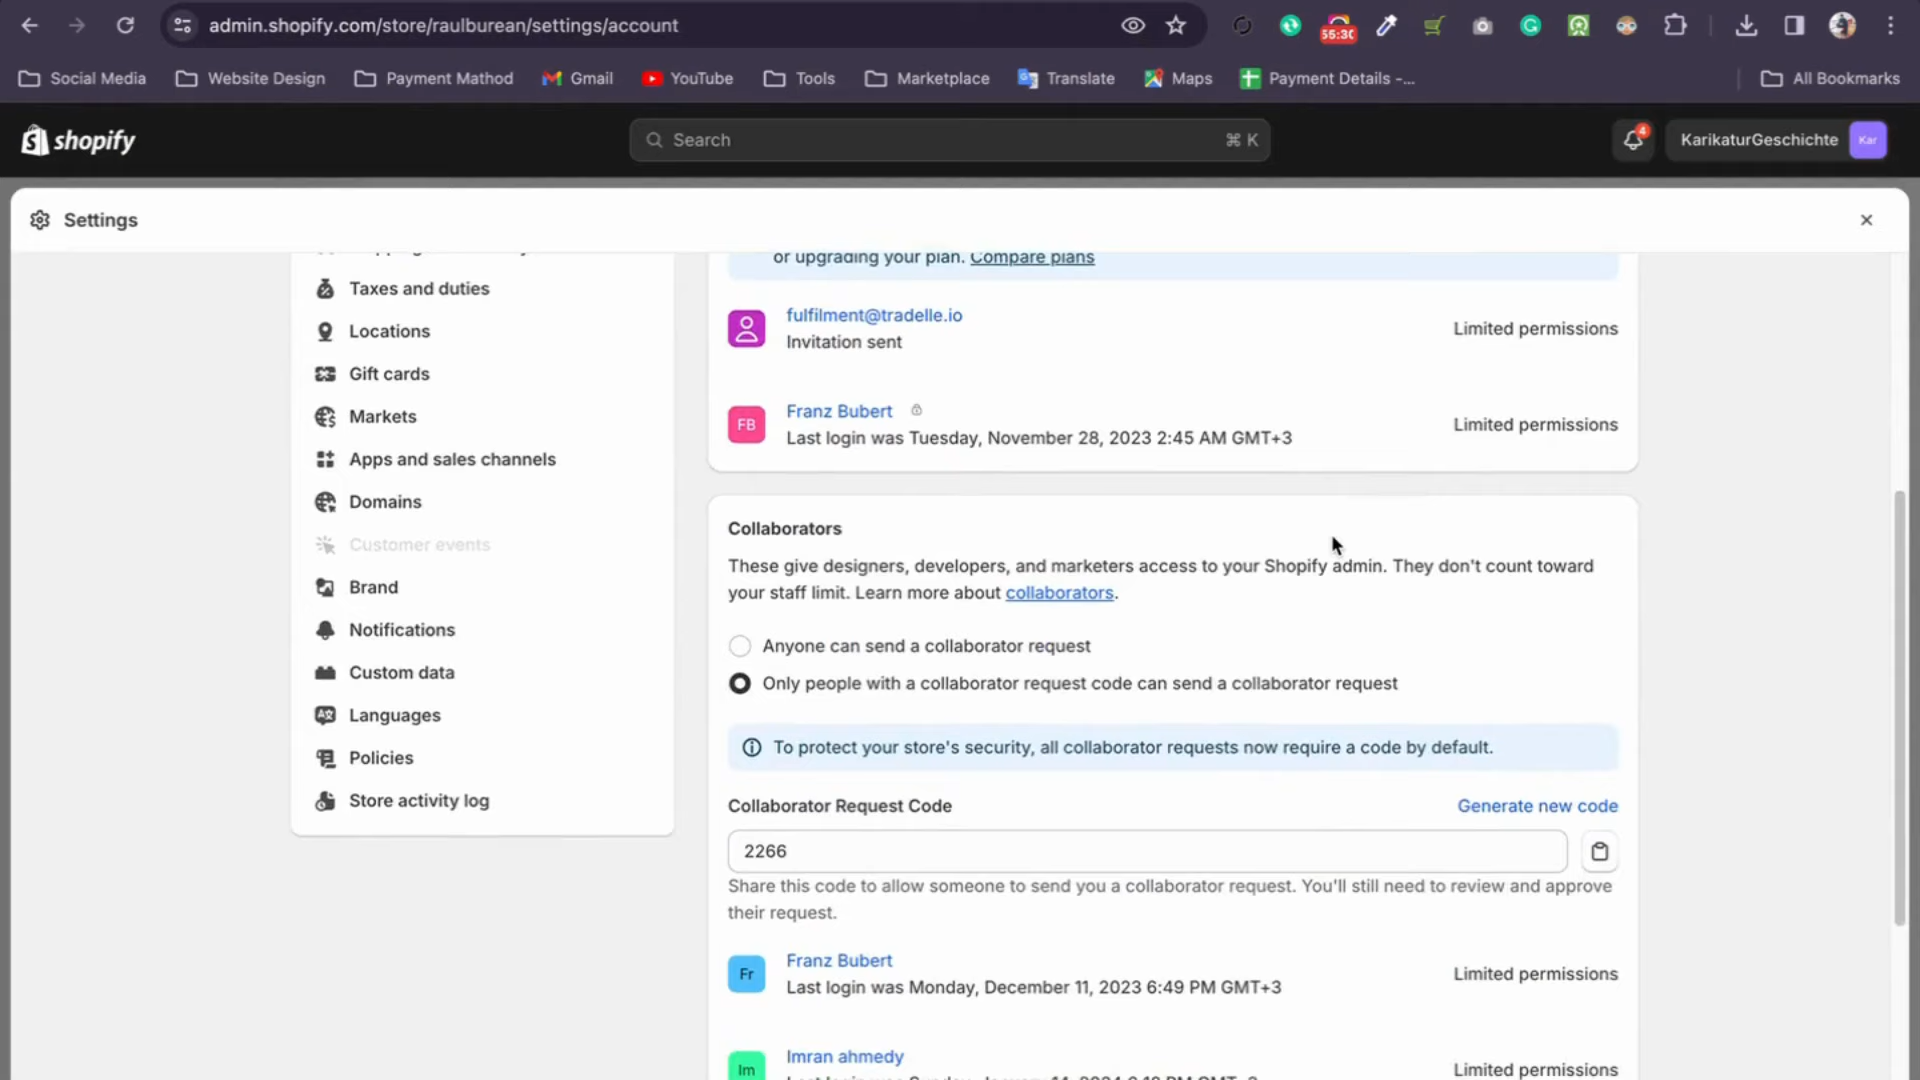 admin.shopify.com/store/raulburean/settings/account
55:30
Social Media
Website Design
Payment Mathod
Gmail
YouTube
Tools
Marketplace
Translate
Maps
Payment Details -...
All Bookmarks
shopify
Search
⌘ K
4
KarikaturGeschichte
Kar
Settings
Taxes and duties
Locations
Gift cards
Markets
Apps and sales channels
Domains
Customer events
Brand
Notifications
Custom data
Languages
Policies
Store activity log
or upgrading your plan. Compare plans
fulfilment@tradelle.io
Invitation sent
Limited permissions
FB
Franz Bubert
Last login was Tuesday, November 28, 2023 2:45 AM GMT+3
Limited permissions
Collaborators
These give designers, developers, and marketers access to your Shopify admin. They don't count toward
your staff limit. Learn more about collaborators.
Anyone can send a collaborator request
Only people with a collaborator request code can send a collaborator request
To protect your store's security, all collaborator requests now require a code by default.
Collaborator Request Code
Generate new code
2266
Share this code to allow someone to send you a collaborator request. You'll still need to review and approve
their request.
Fr
Franz Bubert
Last login was Monday, December 11, 2023 6:49 PM GMT+3
Limited permissions
Im
Imran ahmedy
Limited permissions